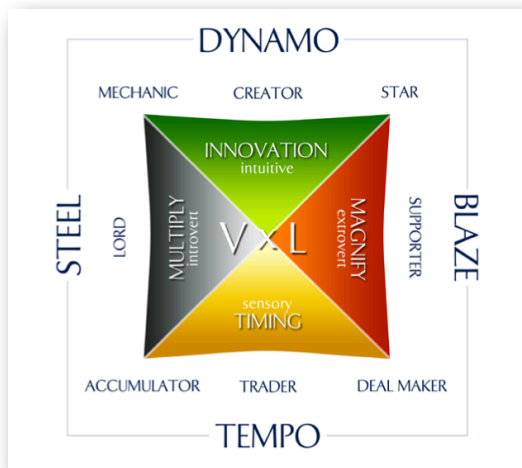 DYNAMO
MECHANIC CREATOR STAR
INNOVATION
intuitive
STEEL
LORD
MULTIPLY
introvert
V x L
MAGNIFY
extrovert
SUPPORTER
BLAZE
sensory
TIMING
ACCUMULATOR TRADER DEAL MAKER
TEMPO